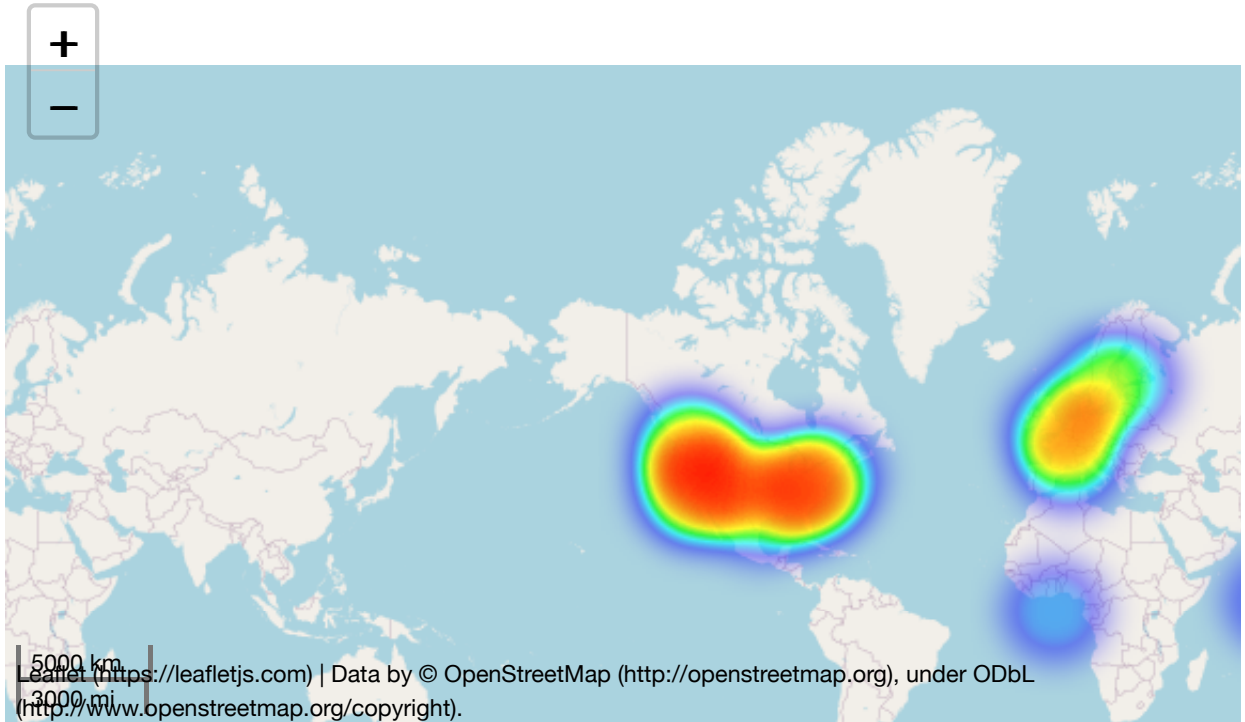 +
−
5000 km
3000 mi
Leaflet (https://leafletjs.com) | Data by © OpenStreetMap (http://openstreetmap.org), under ODbL
(http://www.openstreetmap.org/copyright).